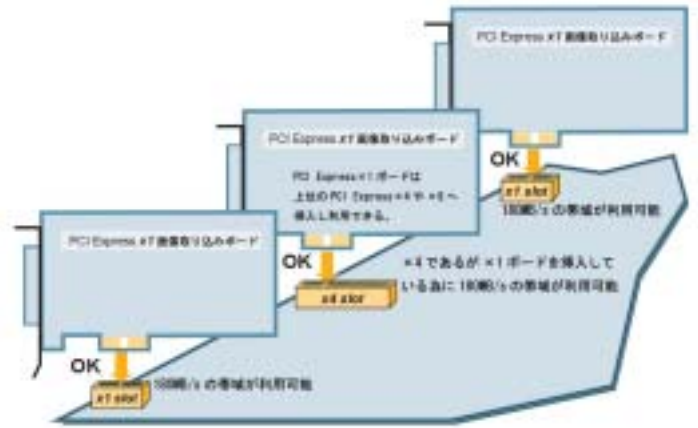 PCI Express x1 画像取り込みボード
OK
x1 slot
180MB/s の帯域が利用可能
PCI Express x1 画像取り込みボード
PCI Express x1 ボードは
上位の PCI Express x4 や x8 へ
挿入し利用できる。
OK
x4 slot
x4 であるが x1 ボードを挿入して
いる為に 180MB/s の帯域が利用可能
PCI Express x1 画像取り込みボード
OK
x1 slot
180MB/s の帯域が利用可能